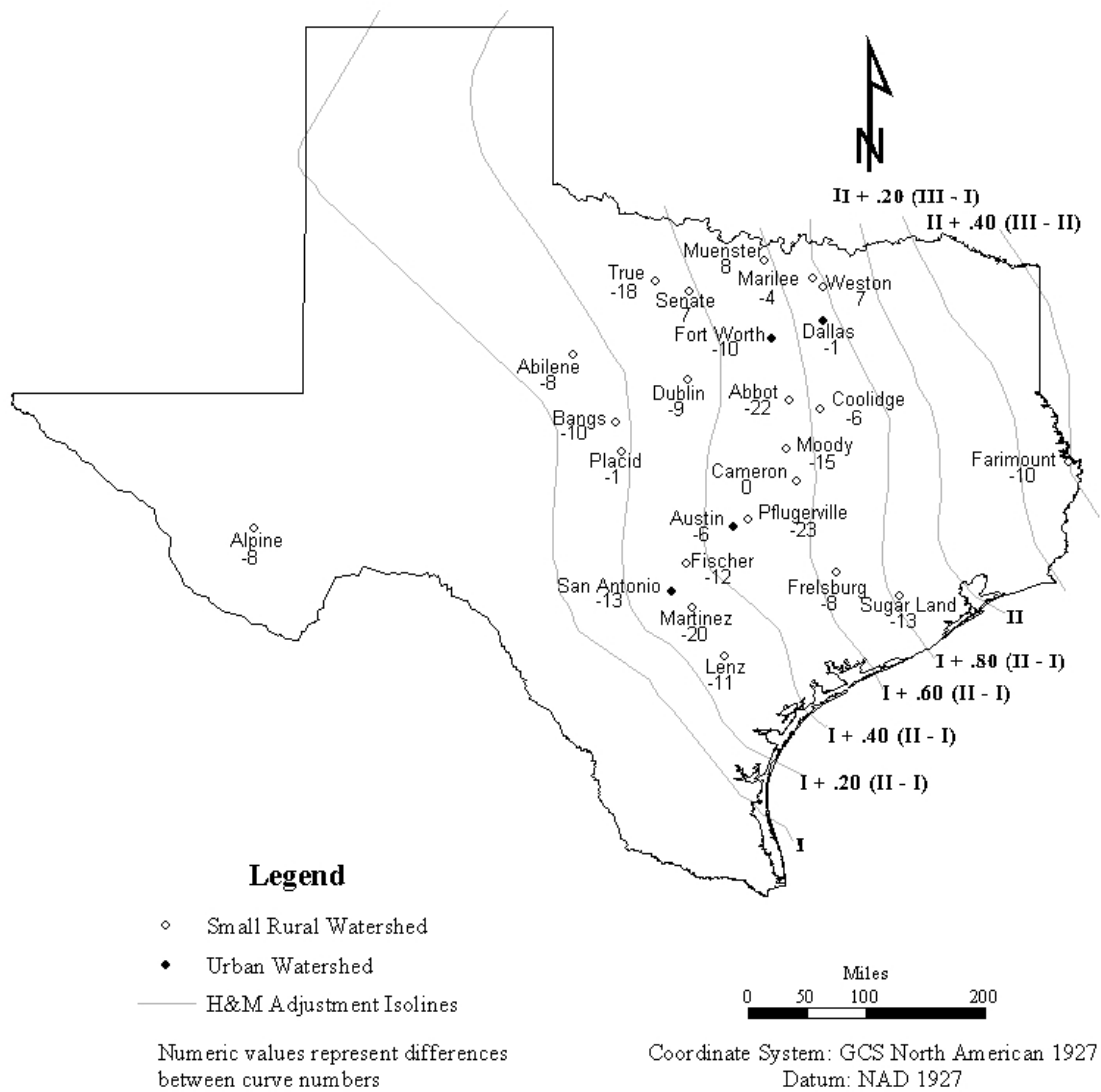 N
II + .20 (III - I)
II + .40 (III - II)
Muenster
8
True
-18
Senate
7
Marilee
-4
Weston
7
Fort Worth
-10
Dallas
-1
Abilene
-8
Dublin
-9
Abbot
-22
Coolidge
-6
Bangs
-10
Placid
-1
Moody
-15
Cameron
0
Farimount
-10
Austin
-6
Pflugerville
-23
Alpine
-8
Fischer
-12
San Antonio
-13
Martinez
-20
Frelsburg
-8
Sugar Land
-13
Lenz
-11
II
I + .80 (II - I)
I + .60 (II - I)
I + .40 (II - I)
I + .20 (II - I)
I
Legend
Small Rural Watershed
Urban Watershed
H&M Adjustment Isolines
Numeric values represent differences
between curve numbers
Miles
0 50 100 200
Coordinate System: GCS North American 1927
Datum: NAD 1927